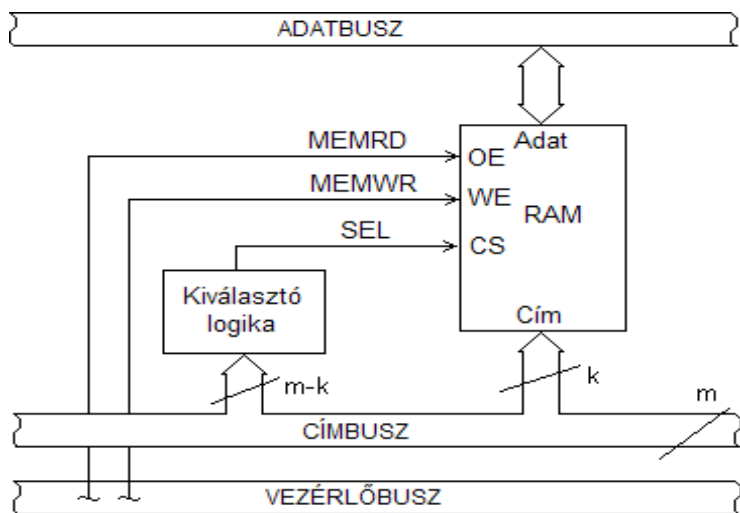 ADATBUSZ
MEMRD
Adat
OE
MEMWR
WE
RAM
SEL
CS
Kiválasztó
logika
Cím
m-k
k
m
CÍMBUSZ
VEZÉRLŐBUSZ